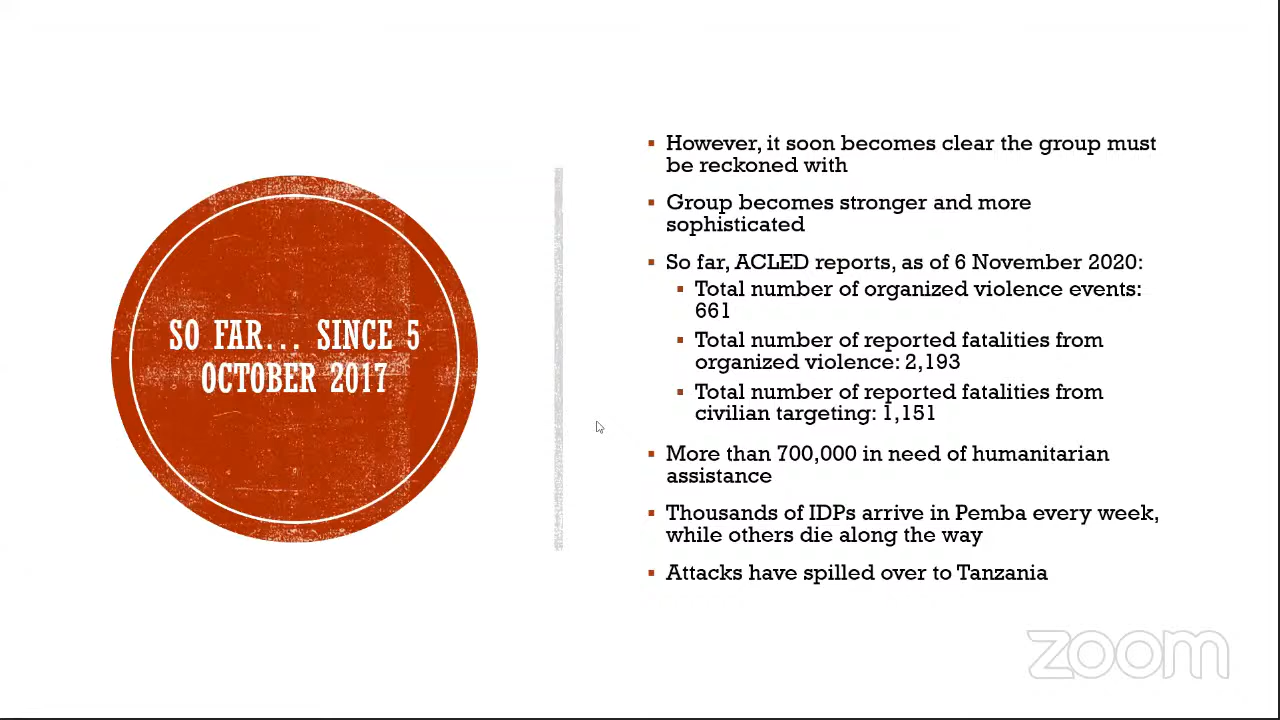 SO FAR... SINCE 5
OCTOBER 2017
However, it soon becomes clear the group must
be reckoned with
Group becomes stronger and more
sophisticated
So far, ACLED reports, as of 6 November 2020:
Total number of organized violence events:
661
Total number of reported fatalities from
organized violence: 2,193
Total number of reported fatalities from
civilian targeting: 1,151
More than 700,000 in need of humanitarian
assistance
Thousands of IDPs arrive in Pemba every week,
while others die along the way
Attacks have spilled over to Tanzania
zoom